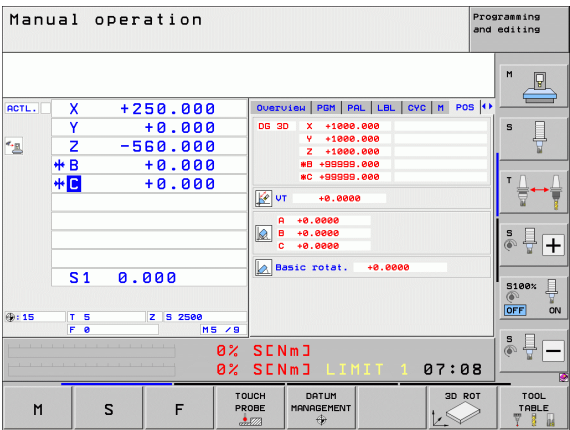 Manual operation
Programming
and editing
ACTL.
X +250.000
Y +0.000
Z -560.000
*B +0.000
*C +0.000
S1 0.000
:15 T 5 Z S 2500
F 0 M5 /9
Overview PGM PAL LBL CYC M POS
DG 3D X +1000.000
Y +1000.000
Z +1000.000
*B +99999.000
*C +99999.000
VT +0.0000
A +0.0000
B +0.0000
C +0.0000
Basic rotat. +0.0000
0% S[Nm]
0% S[Nm] LIMIT 1 07:08
M
S
T
S
S100%
OFF ON
S
M
S
F
TOUCH
PROBE
DATUM
MANAGEMENT
3D ROT
TOOL
TABLE